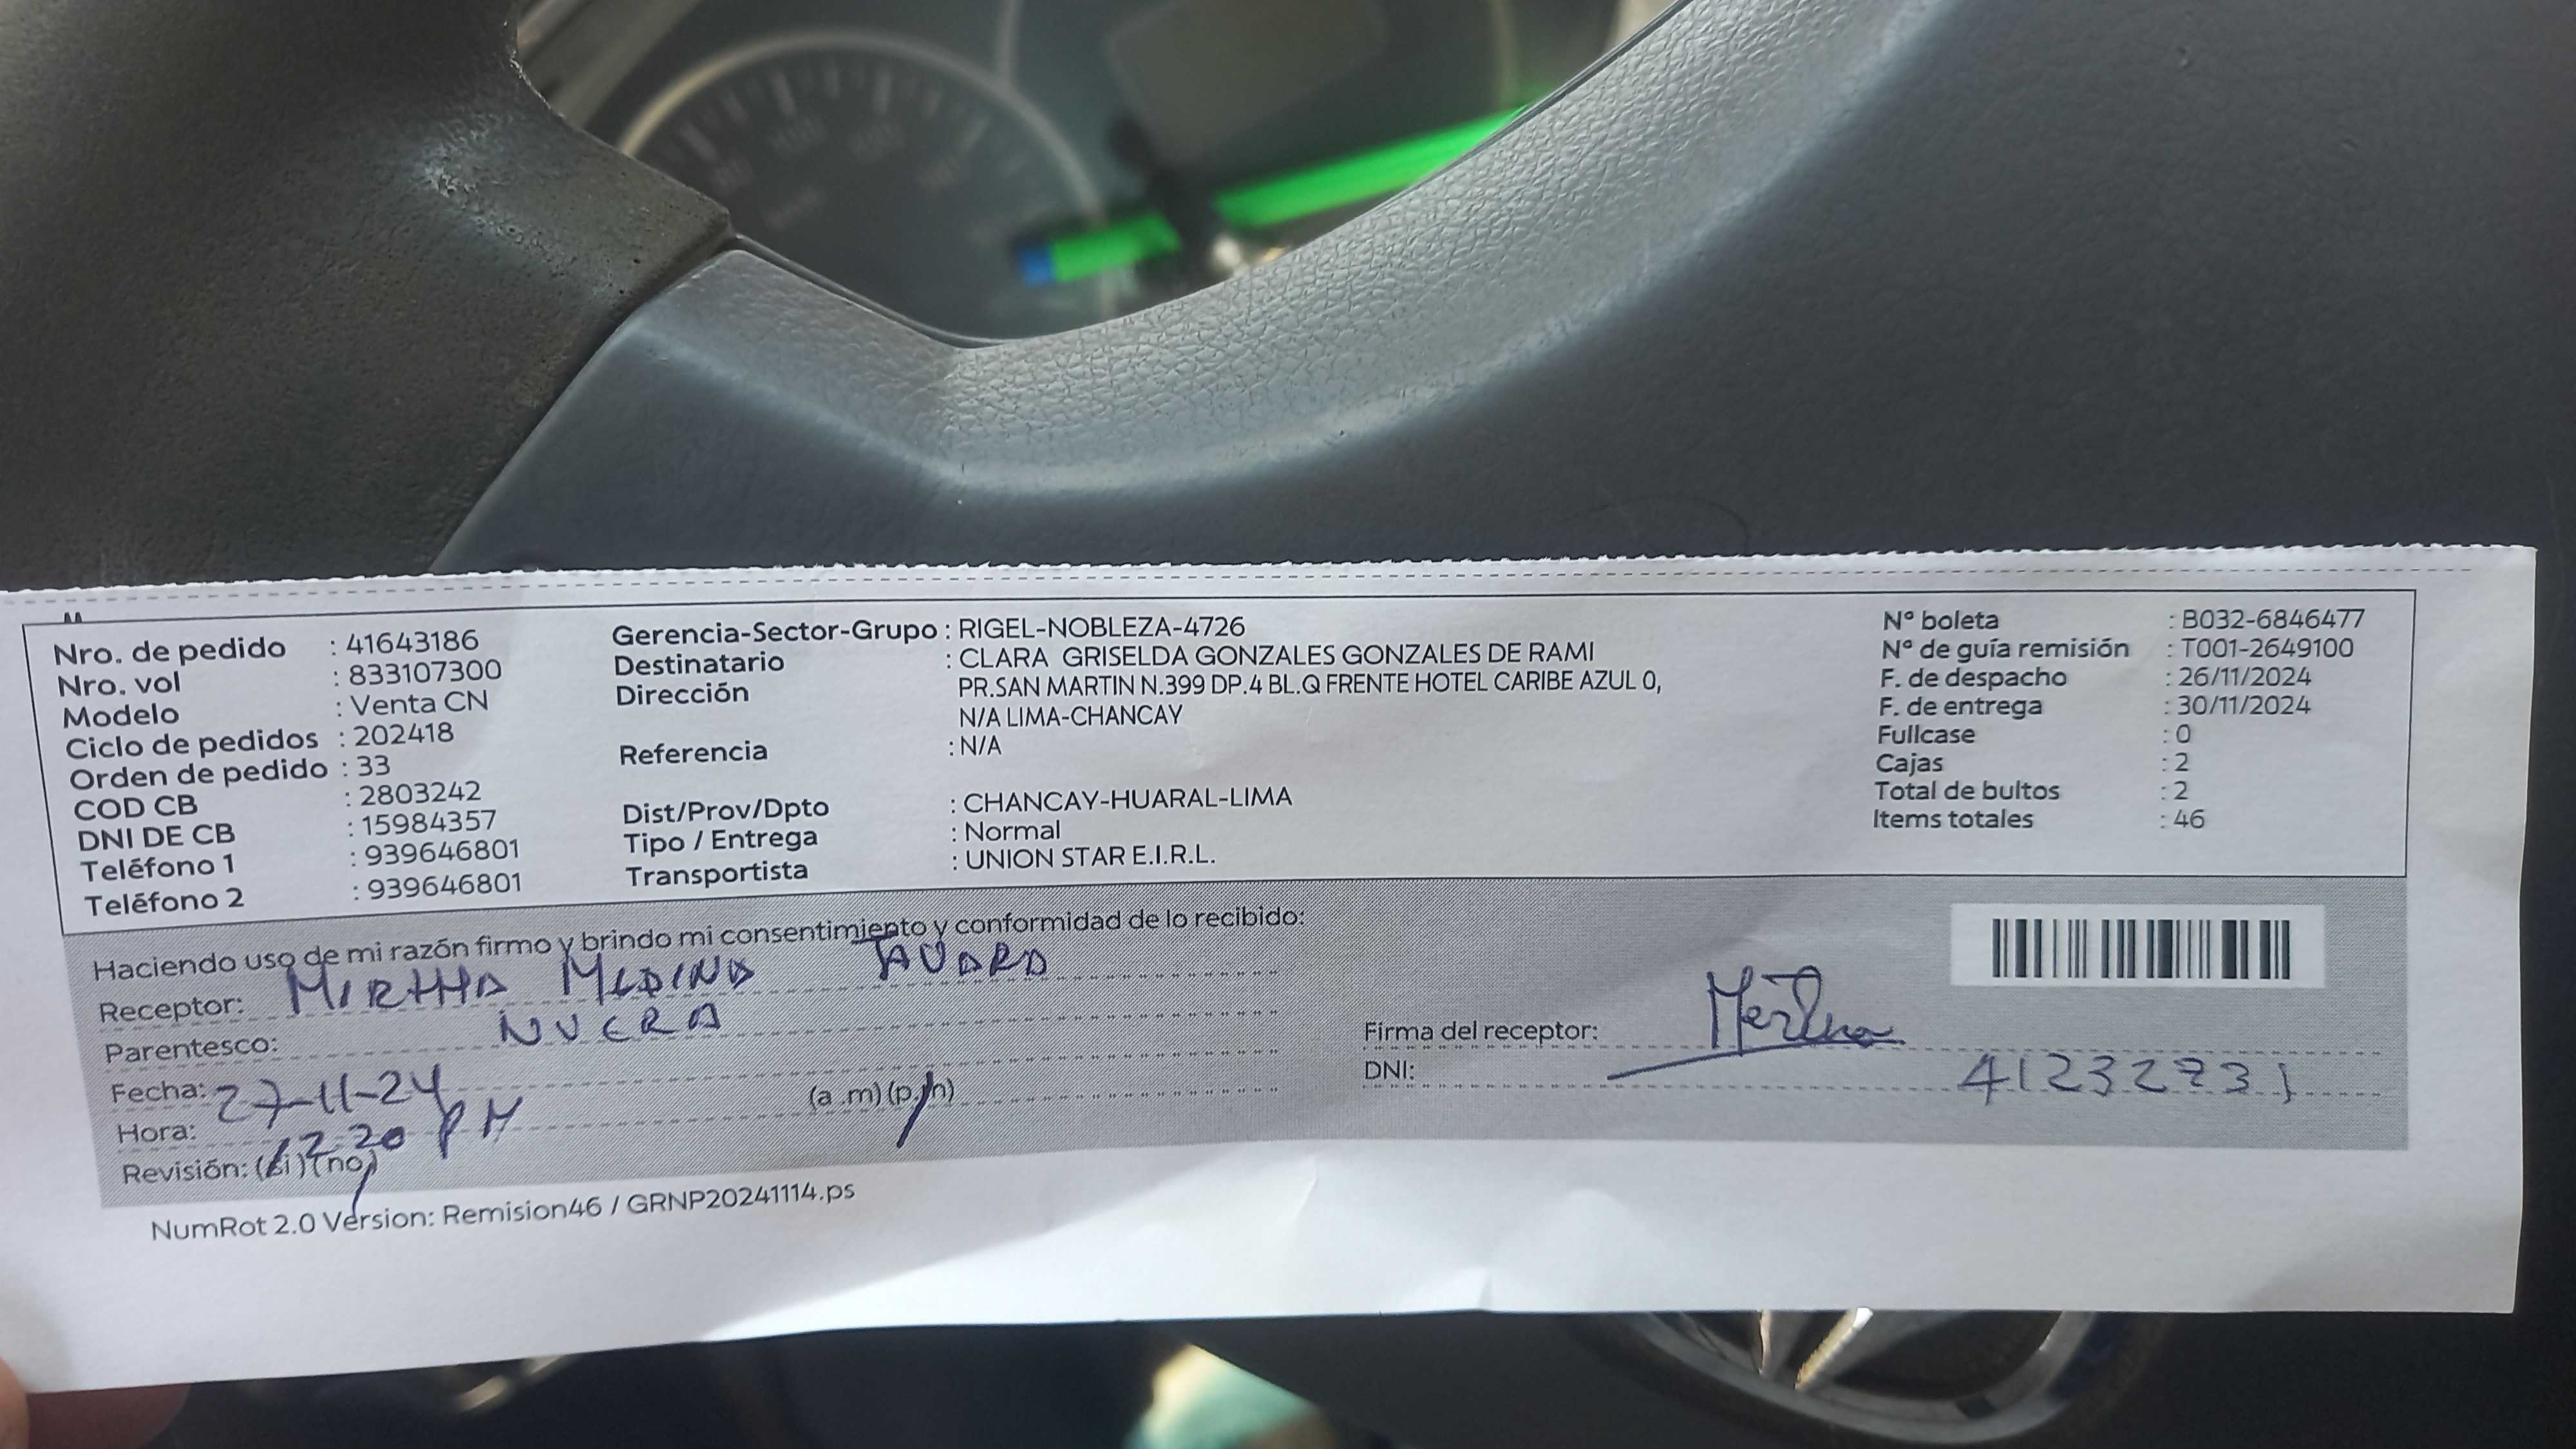 Nro. de pedido : 41643186
Nro. vol : 833107300
Modelo : Venta CN
Ciclo de pedidos : 202418
Orden de pedido : 33
COD CB : 2803242
DNI DE CB : 15984357
Teléfono 1 : 939646801
Teléfono 2 : 939646801
Gerencia-Sector-Grupo : RIGEL-NOBLEZA-4726
Destinatario : CLARA GRISELDA GONZALES GONZALES DE RAMI
Dirección PR.SAN MARTIN N.399 DP.4 BL.Q FRENTE HOTEL CARIBE AZUL 0,
N/A LIMA-CHANCAY
Referencia : N/A
Dist/Prov/Dpto : CHANCAY-HUARAL-LIMA
Tipo / Entrega : Normal
Transportista : UNION STAR E.I.R.L.
Nº boleta : B032-6846477
Nº de guía remisión : T001-2649100
F. de despacho : 26/11/2024
F. de entrega : 30/11/2024
Fullcase : 0
Cajas : 2
Total de bultos : 2
Items totales : 46
Haciendo uso de mi razón firmo y brindo mi consentimiento y conformidad de lo recibido:
Receptor: MIRTHA MEDINA TAVARA
Parentesco: NUERA
Fecha: 27-11-24
Hora: 12:20 PM (a.m) (p.m)
Revisión: (si) (no)
Firma del receptor:
DNI: 41232731
NumRot 2.0 Version: Remision46 / GRNP20241114.ps